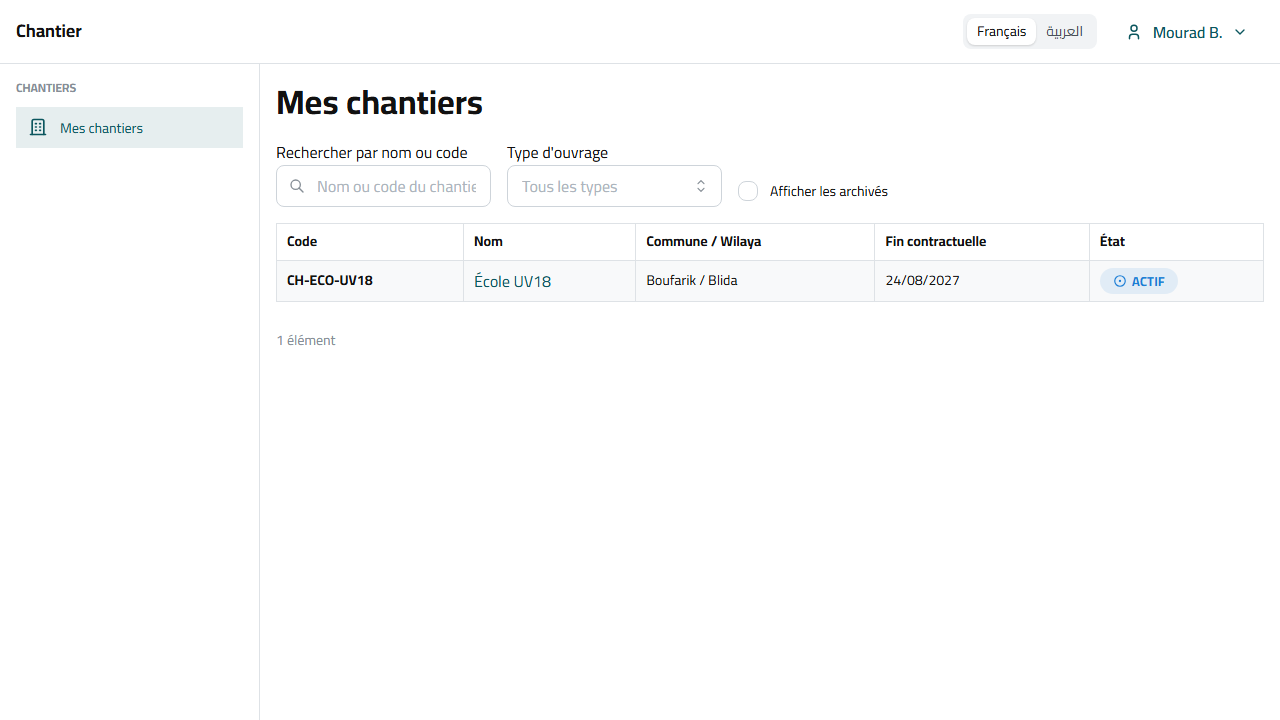 Chantier
Français
العربية
Mourad B.
CHANTIERS
Mes chantiers
Mes chantiers
Rechercher par nom ou code
Type d'ouvrage
Nom ou code du chantie
Tous les types
Afficher les archivés
Code Nom Commune / Wilaya Fin contractuelle État
CH-ECO-UV18 École UV18 Boufarik / Blida 24/08/2027 ACTIF
1 élément